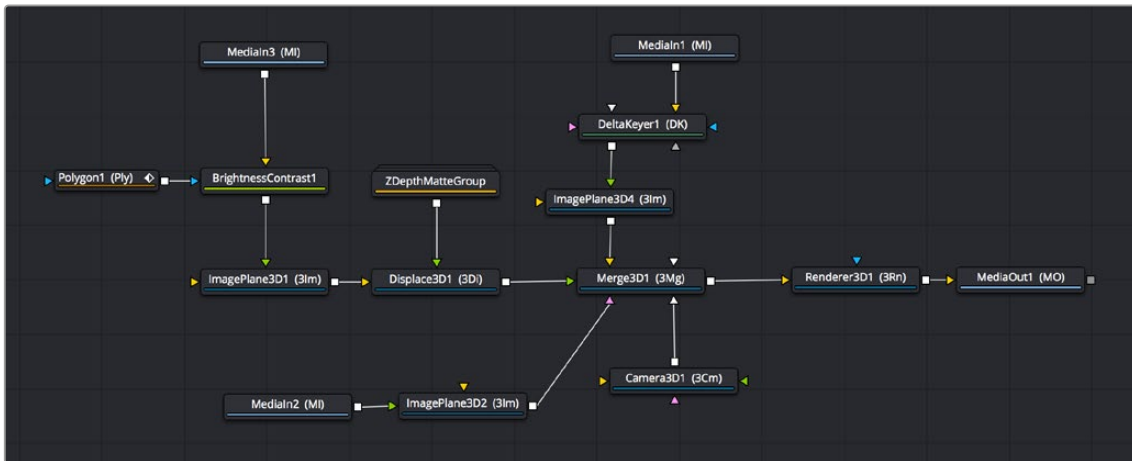 MediaIn3 (MI)
MediaIn1 (MI)
DeltaKeyer1 (DK)
Polygon1 (Ply)
BrightnessContrast1
ZDepthMatteGroup
ImagePlane3D4 (3Im)
ImagePlane3D1 (3Im)
Displace3D1 (3Di)
Merge3D1 (3Mg)
Renderer3D1 (3Rn)
MediaOut1 (MO)
Camera3D1 (3Cm)
MediaIn2 (MI)
ImagePlane3D2 (3Im)